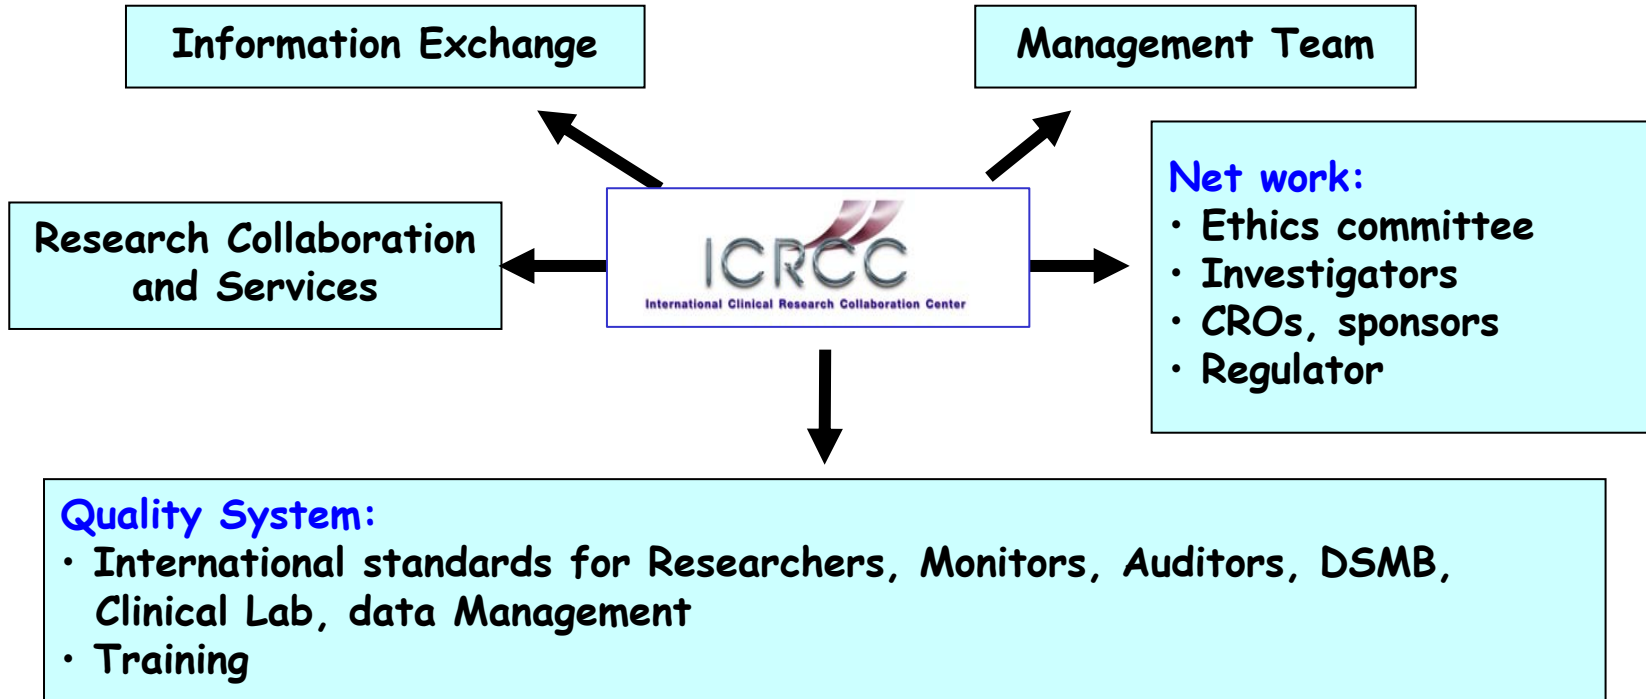 Information Exchange
Management Team
Research Collaboration
and Services
ICRCC
International Clinical Research Collaboration Center
Net work:
• Ethics committee
• Investigators
• CROs, sponsors
• Regulator
Quality System:
• International standards for Researchers, Monitors, Auditors, DSMB,
Clinical Lab, data Management
• Training